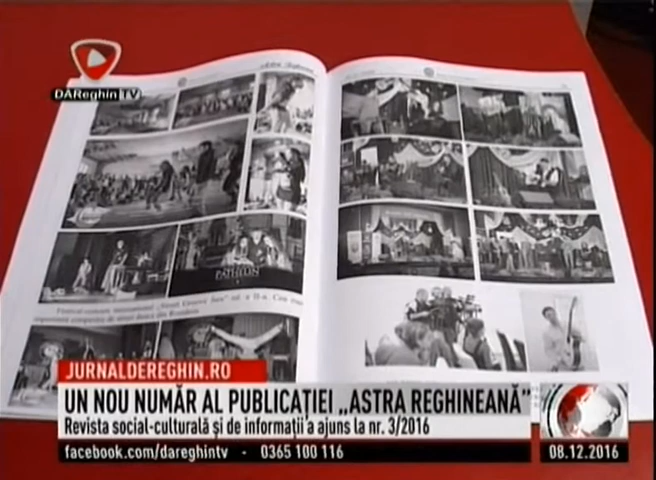 DAReghin TV
PATHEON
JURNALDEREGHIN.RO
UN NOU NUMĂR AL PUBLICAȚIEI „ASTRA REGHINEANĂ”
Revista social-culturală și de informații a ajuns la nr. 3/2016
facebook.com/dareghintv - 0365 100 116
08.12.2016